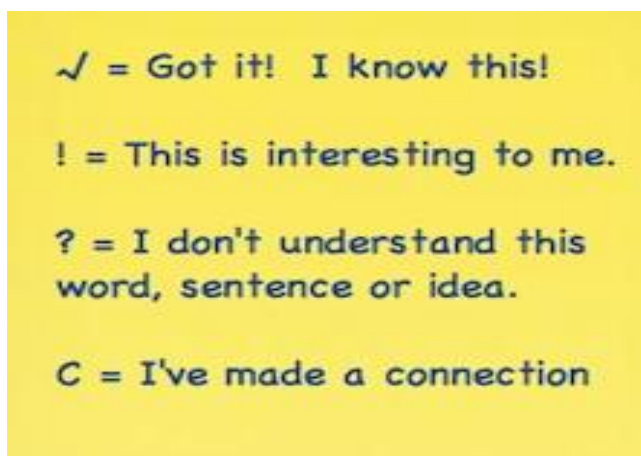 √ = Got it! I know this!
! = This is interesting to me.
? = I don't understand this
word, sentence or idea.
C = I've made a connection